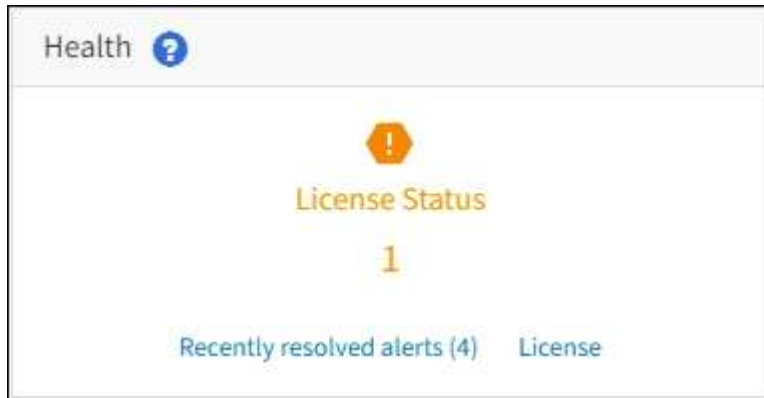 Health ?
!
License Status
1
Recently resolved alerts (4) License